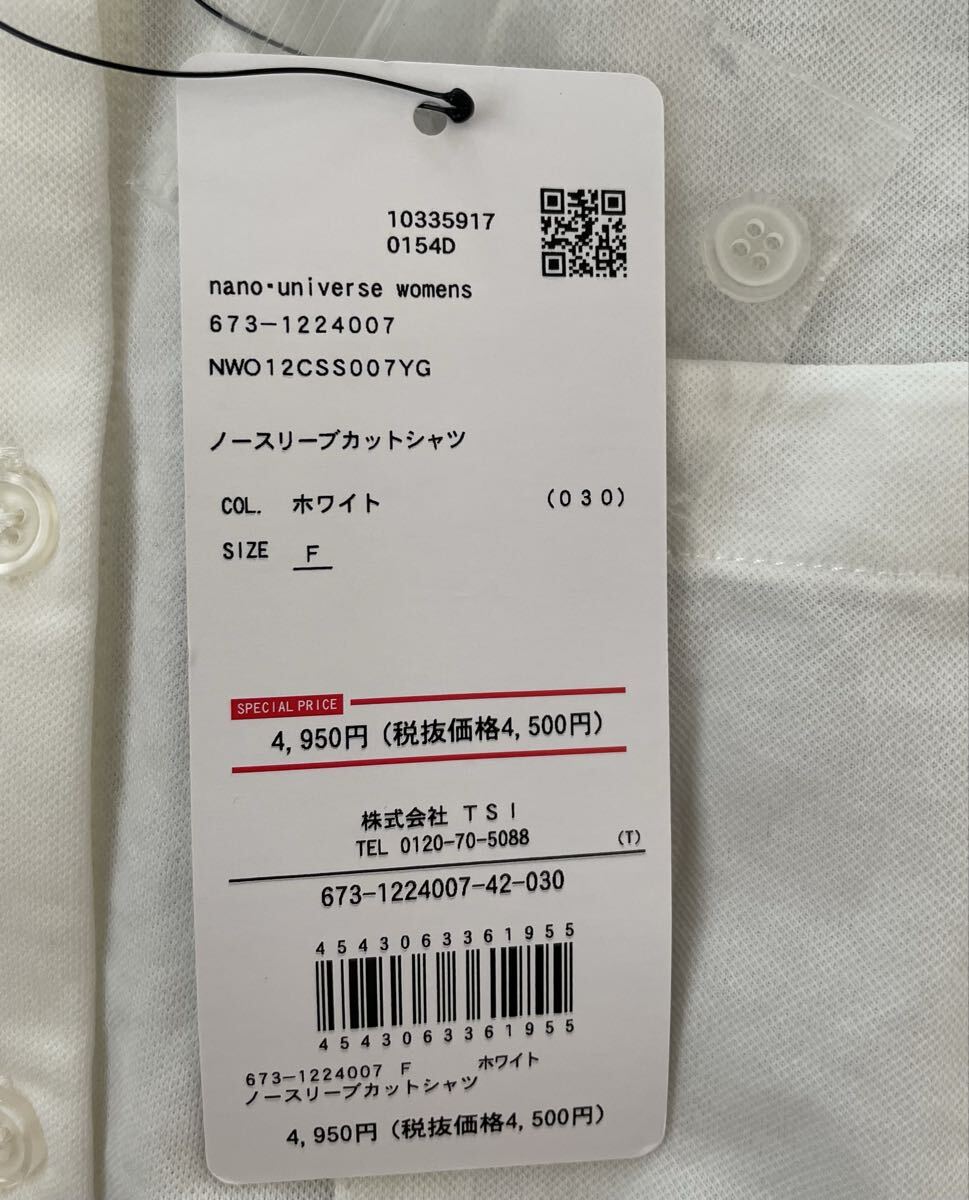 10335917
0154D
nano・universe womens
673-1224007
NWO12CSS007YG
ノースリーブカットシャツ
COL. ホワイト (030)
SIZE F
SPECIAL PRICE
4,950円(税抜価格4,500円)
株式会社 TSI
TEL 0120-70-5088 (T)
673-1224007-42-030
4543063361955
4543063361955
673-1224007 F ホワイト
ノースリーブカットシャツ
4,950円(税抜価格4,500円)